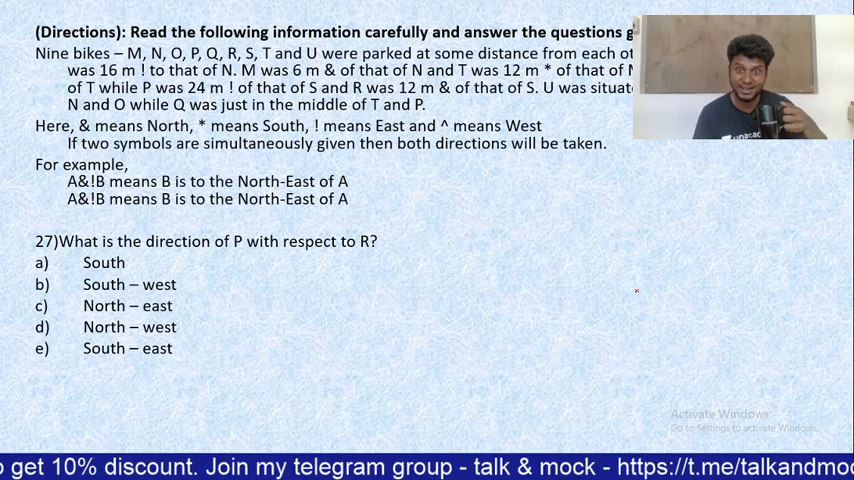 (Directions): Read the following information carefully and answer the questions
Nine bikes – M, N, O, P, Q, R, S, T and U were parked at some distance from each
was 16 m ! to that of N. M was 6 m & of that of N and T was 12 m * of that of
of T while P was 24 m ! of that of S and R was 12 m & of that of S. U was
N and O while Q was just in the middle of T and P.
Here, & means North, * means South, ! means East and ^ means West
If two symbols are simultaneously given then both directions will be taken.
For example,
A&!B means B is to the North-East of A
A&!B means B is to the North-East of A
27)What is the direction of P with respect to R?
a) South
b) South – west
c) North – east
d) North – west
e) South – east
Activate Windows
Go to Settings to activate Windows.
get 10% discount. Join my telegram group - talk & mock - https://t.me/talkandmo